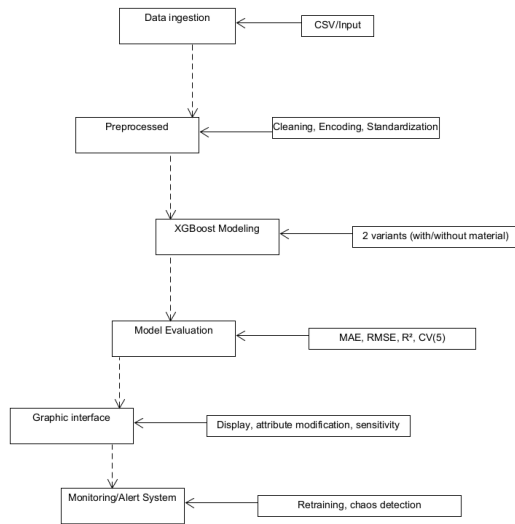 Data ingestion
CSV/Input
Preprocessed
Cleaning, Encoding, Standardization
XGBoost Modeling
2 variants (with/without material)
Model Evaluation
MAE, RMSE, R², CV(5)
Graphic interface
Display, attribute modification, sensitivity
Monitoring/Alert System
Retraining, chaos detection